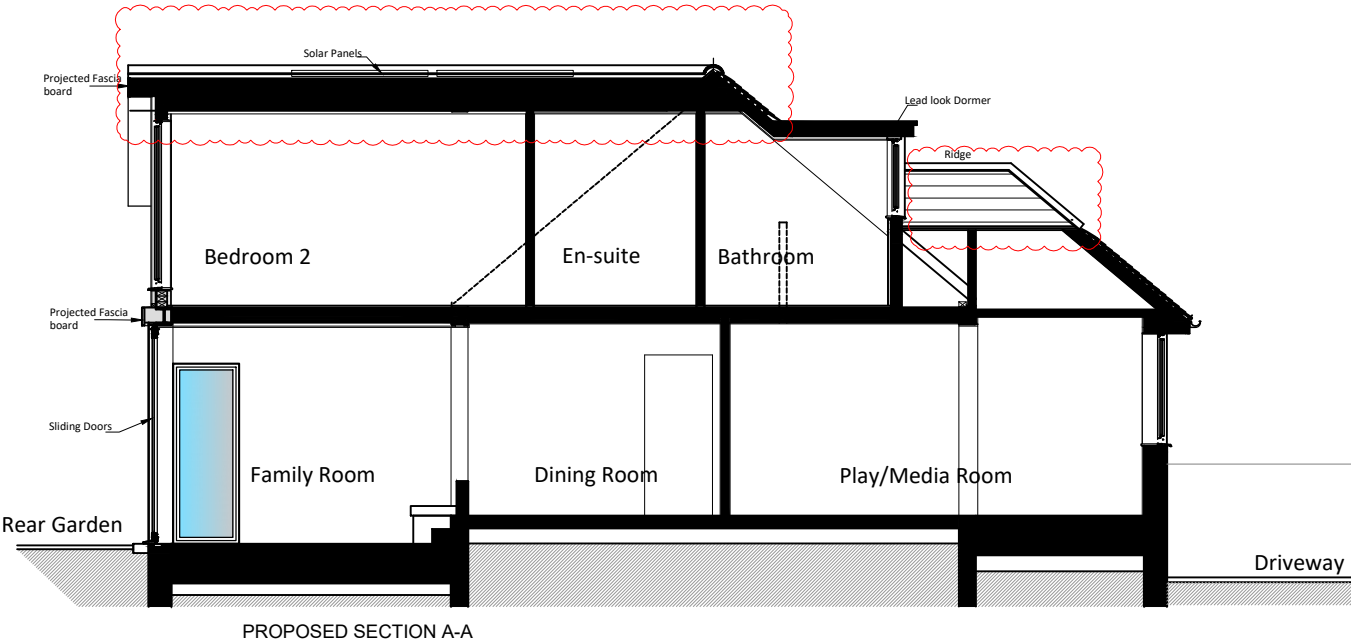 Solar Panels
Projected Fascia
board
Lead look Dormer
Ridge
Bedroom 2
En-suite
Bathroom
Projected Fascia
board
Sliding Doors
Family Room
Dining Room
Play/Media Room
Rear Garden
Driveway
PROPOSED SECTION A-A